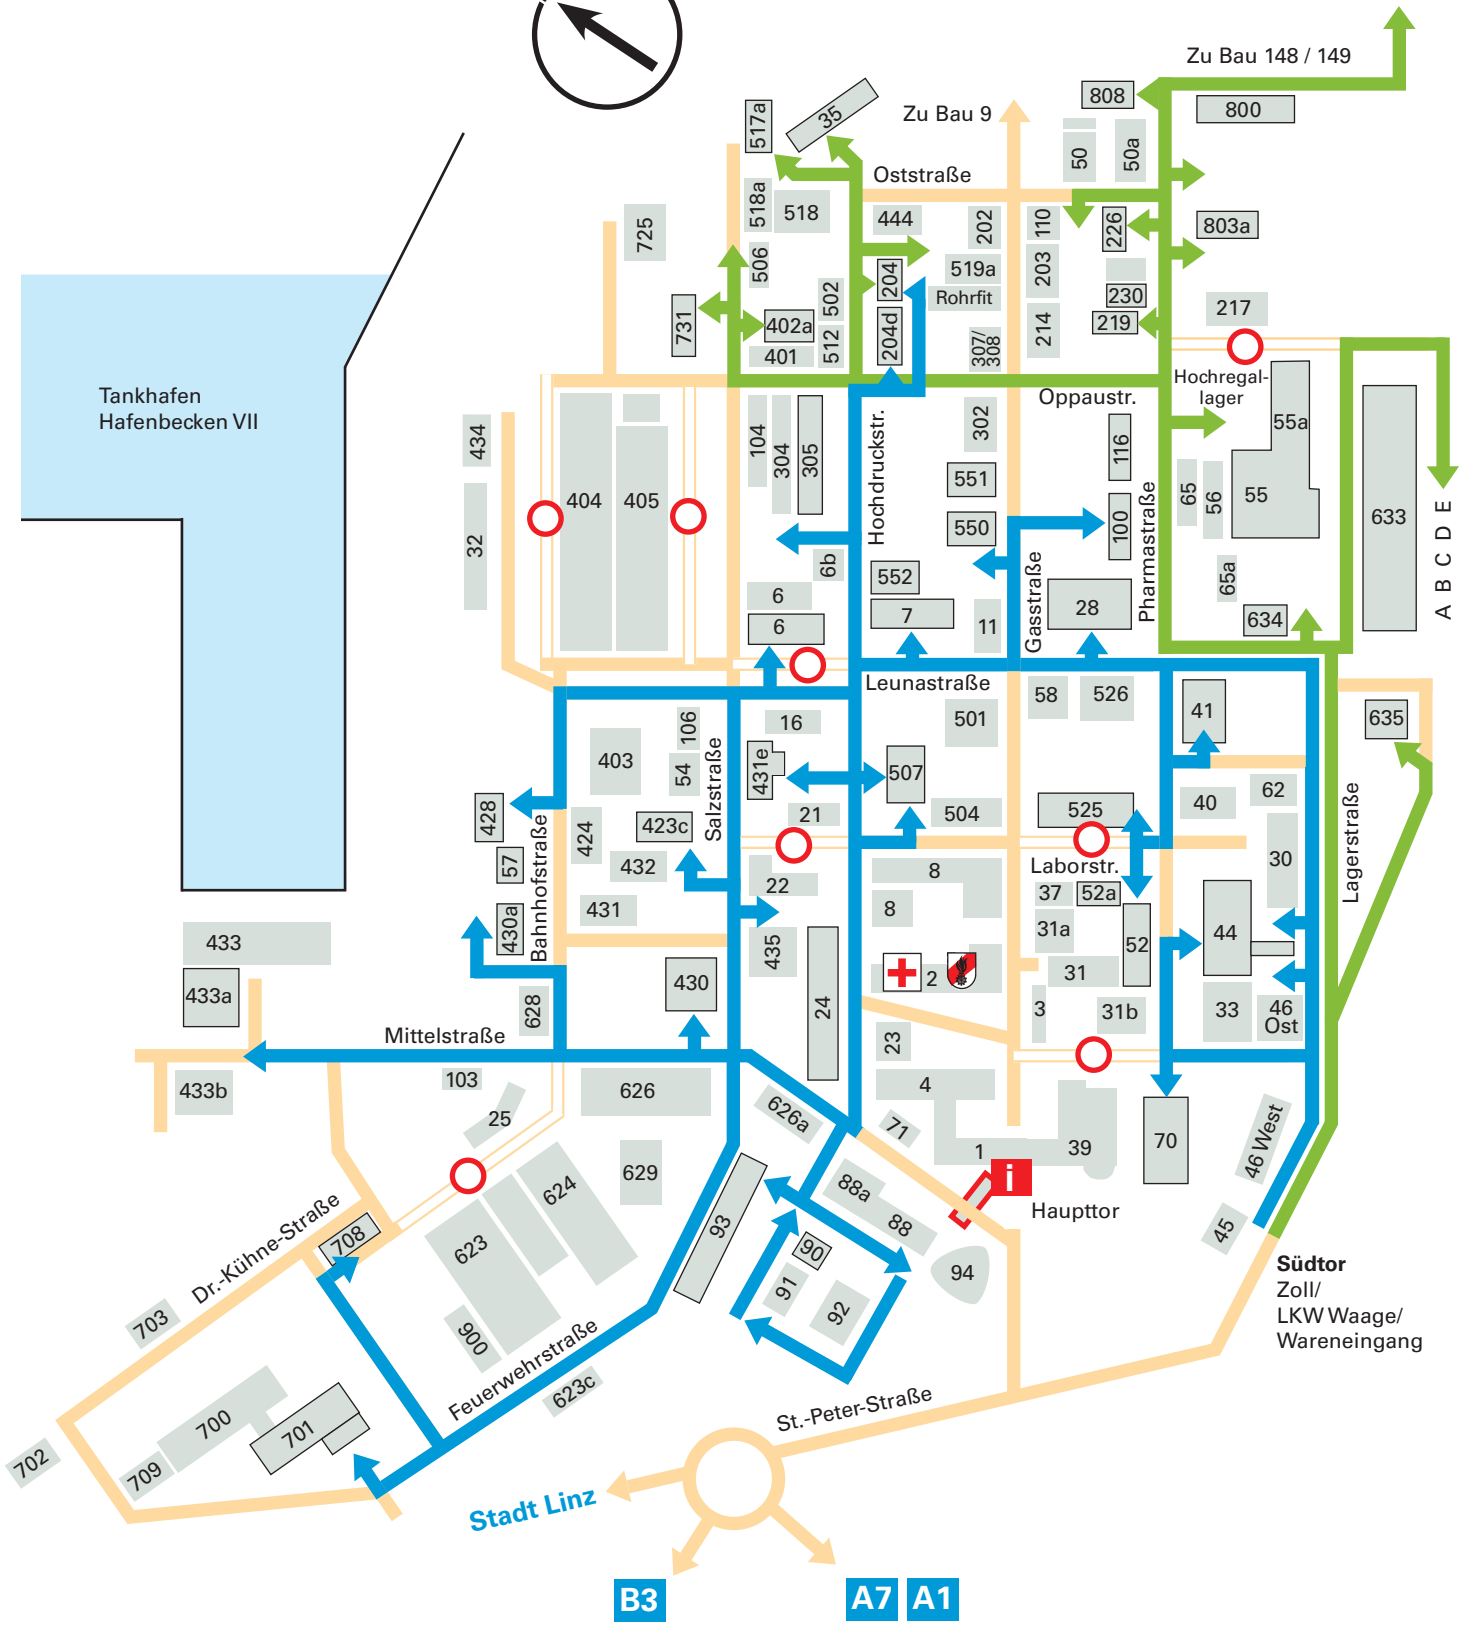 Zu Bau 148 / 149
808
800
517a
35
Zu Bau 9
50
50a
Oststraße
518a
518
444
202
110
226
803a
725
506
502
204
519a
203
230
Rohrfit
731
402a
512
204d
307/
308
214
219
217
401
Tankhafen
Hafenbecken VII
Hochregal-
lager
Oppaustr.
434
404
405
104
304
305
Hochdruckstr.
302
551
116
55a
65
56
55
633
A B C D E
32
550
100
Pharmastraße
6b
552
65a
6
6
7
11
Gasstraße
28
634
Leunastraße
58
526
41
635
501
16
106
403
54
Salzstraße
431e
507
62
40
428
424
423c
21
504
525
Lagerstraße
57
432
Bahnhofstraße
22
8
Laborstr.
37
52a
30
430a
431
8
31a
52
44
433
435
433a
430
24
2
31
628
3
31b
33
46
Ost
Mittelstraße
23
433b
103
25
626
626a
4
71
1
39
70
46 West
629
624
88a
i
Haupttor
Dr.-Kühne-Straße
708
623
93
88
45
90
94
Südtor
Zoll/
LKW Waage/
Wareneingang
91
92
703
900
Feuerwehrstraße
623c
700
701
St.-Peter-Straße
702
709
Stadt Linz
B3
A7
A1